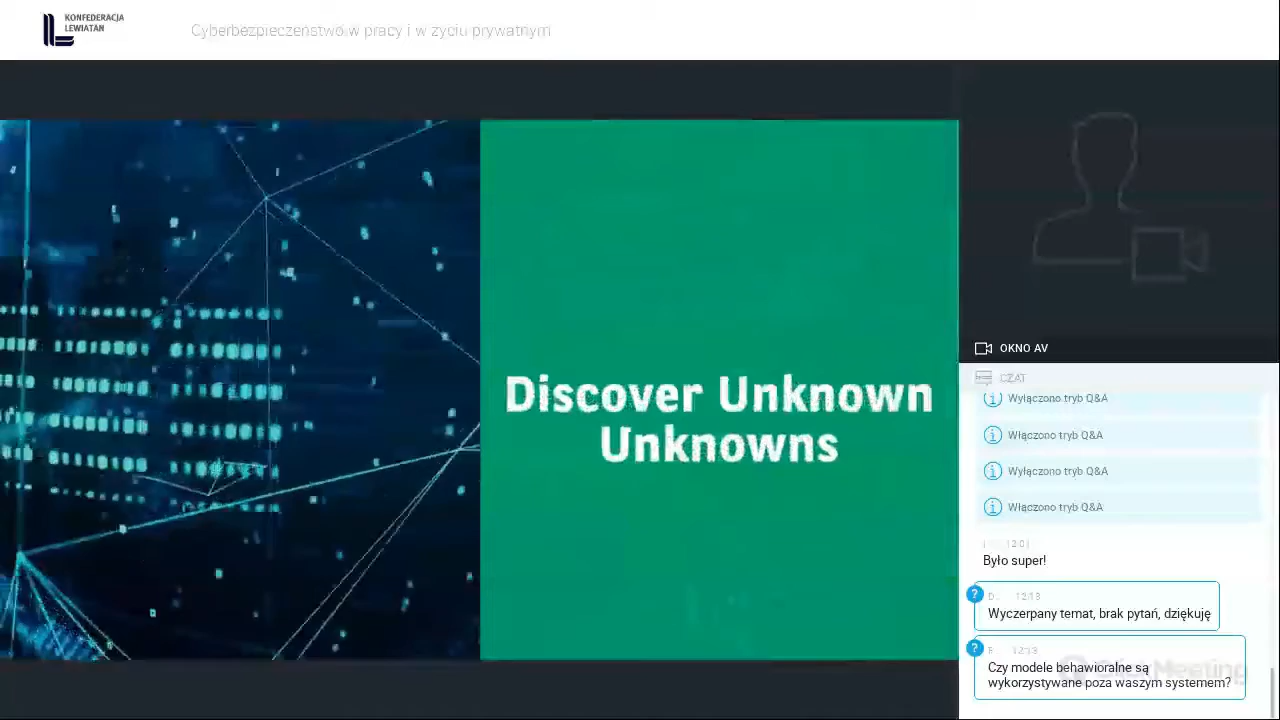 KONFEDERACJA
LEWIATAN
Cyberbezpieczeństwo w pracy i w życiu prywatnym
Discover Unknown
Unknowns
OKNO AV
CZAT
Wyłączono tryb Q&A
Włączono tryb Q&A
Wyłączono tryb Q&A
Włączono tryb Q&A
Było super!
12:13
Wyczerpany temat, brak pytań, dziękuję
12:13
Czy modele behawioralne są
wykorzystywane poza waszym systemem?
ClickMeeting